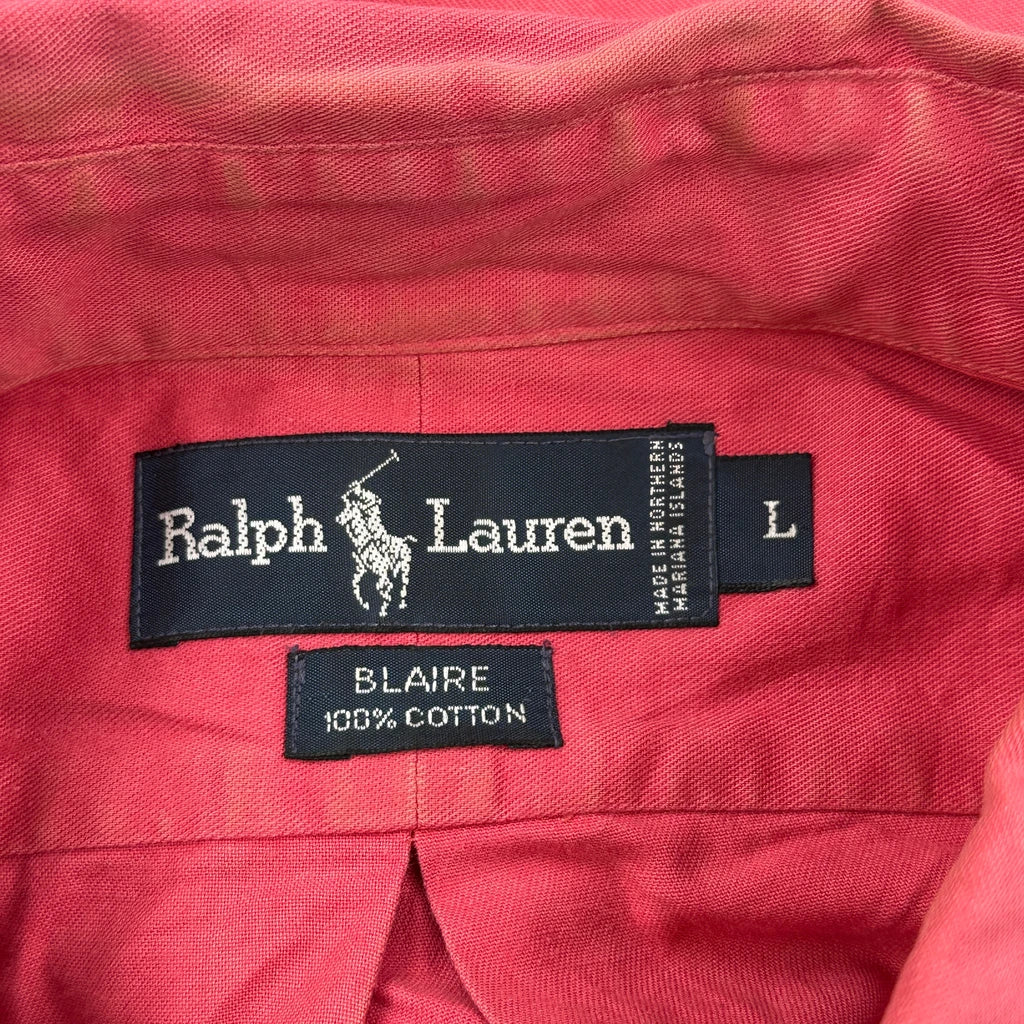 Ralph Lauren
MADE IN NORTHERN
MARIANA ISLANDS
L
BLAIRE
100% COTTON